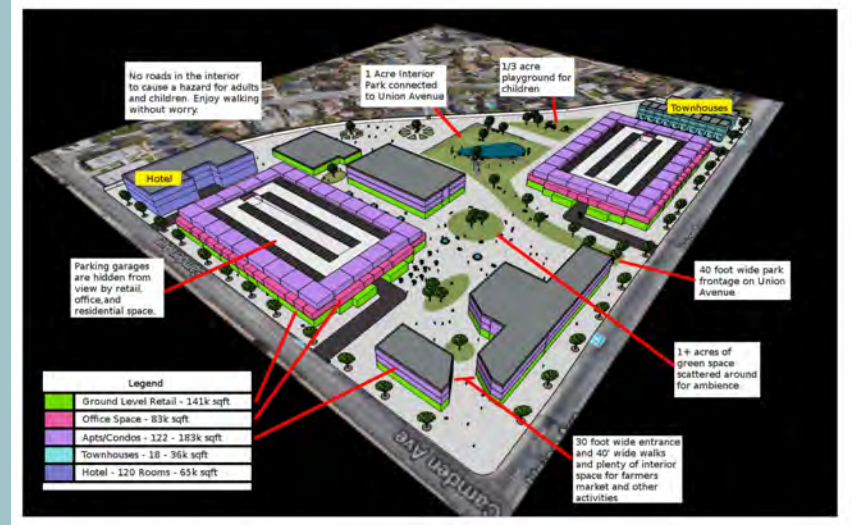 No roads in the interior
to cause a hazard for adults
and children. Enjoy walking
without worry.
1 Acre Interior
Park connected
to Union Avenue
1/3 acre
playground for
children
Townhouses
Hotel
Parking garages
are hidden from
view by retail,
office,and
residential space.
40 foot wide park
frontage on Union
Avenue
1+ acres of
green space
scattered around
for ambience
30 foot wide entrance
and 40' wide walks
and plenty of interior
space for farmers
market and other
activities
Camden Ave
Legend
Ground Level Retail - 141k sqft
Office Space - 83k sqft
Apts/Condos - 122 - 183k sqft
Townhouses - 18 - 36k sqft
Hotel - 120 Rooms - 65k sqft